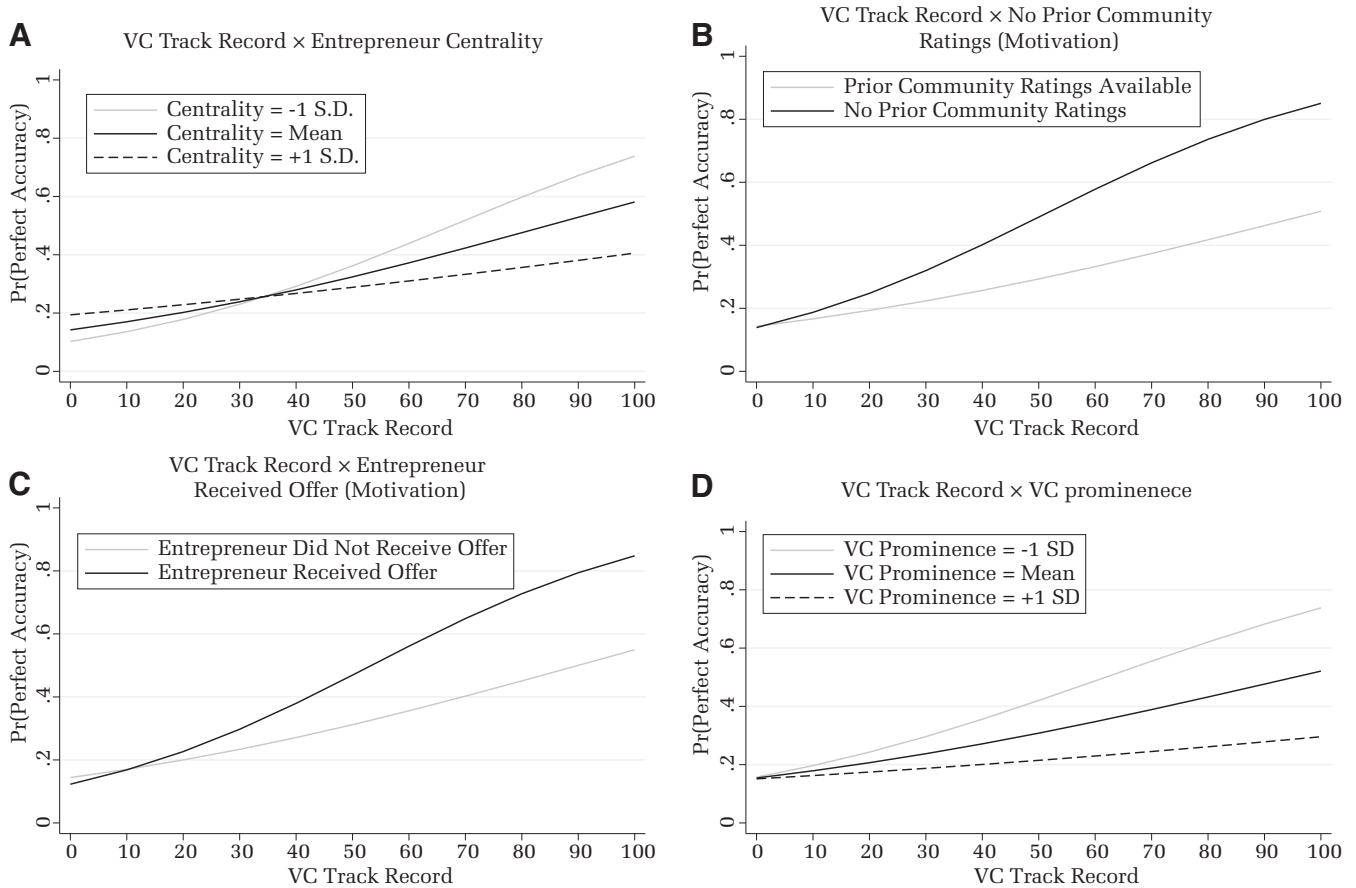 A
VC Track Record × Entrepreneur Centrality
Pr(Perfect Accuracy)
0 .2 .4 .6 .8 1
Centrality = -1 S.D.
Centrality = Mean
Centrality = +1 S.D.
0 10 20 30 40 50 60 70 80 90 100
VC Track Record
B
VC Track Record × No Prior Community
Ratings (Motivation)
Pr(Perfect Accuracy)
0 .2 .4 .6 .8 1
Prior Community Ratings Available
No Prior Community Ratings
0 10 20 30 40 50 60 70 80 90 100
VC Track Record
C
VC Track Record × Entrepreneur
Received Offer (Motivation)
Pr(Perfect Accuracy)
0 .2 .4 .6 .8 1
Entrepreneur Did Not Receive Offer
Entrepreneur Received Offer
0 10 20 30 40 50 60 70 80 90 100
VC Track Record
D
VC Track Record × VC prominenece
Pr(Perfect Accuracy)
0 .2 .4 .6 .8 1
VC Prominence = -1 SD
VC Prominence = Mean
VC Prominence = +1 SD
0 10 20 30 40 50 60 70 80 90 100
VC Track Record